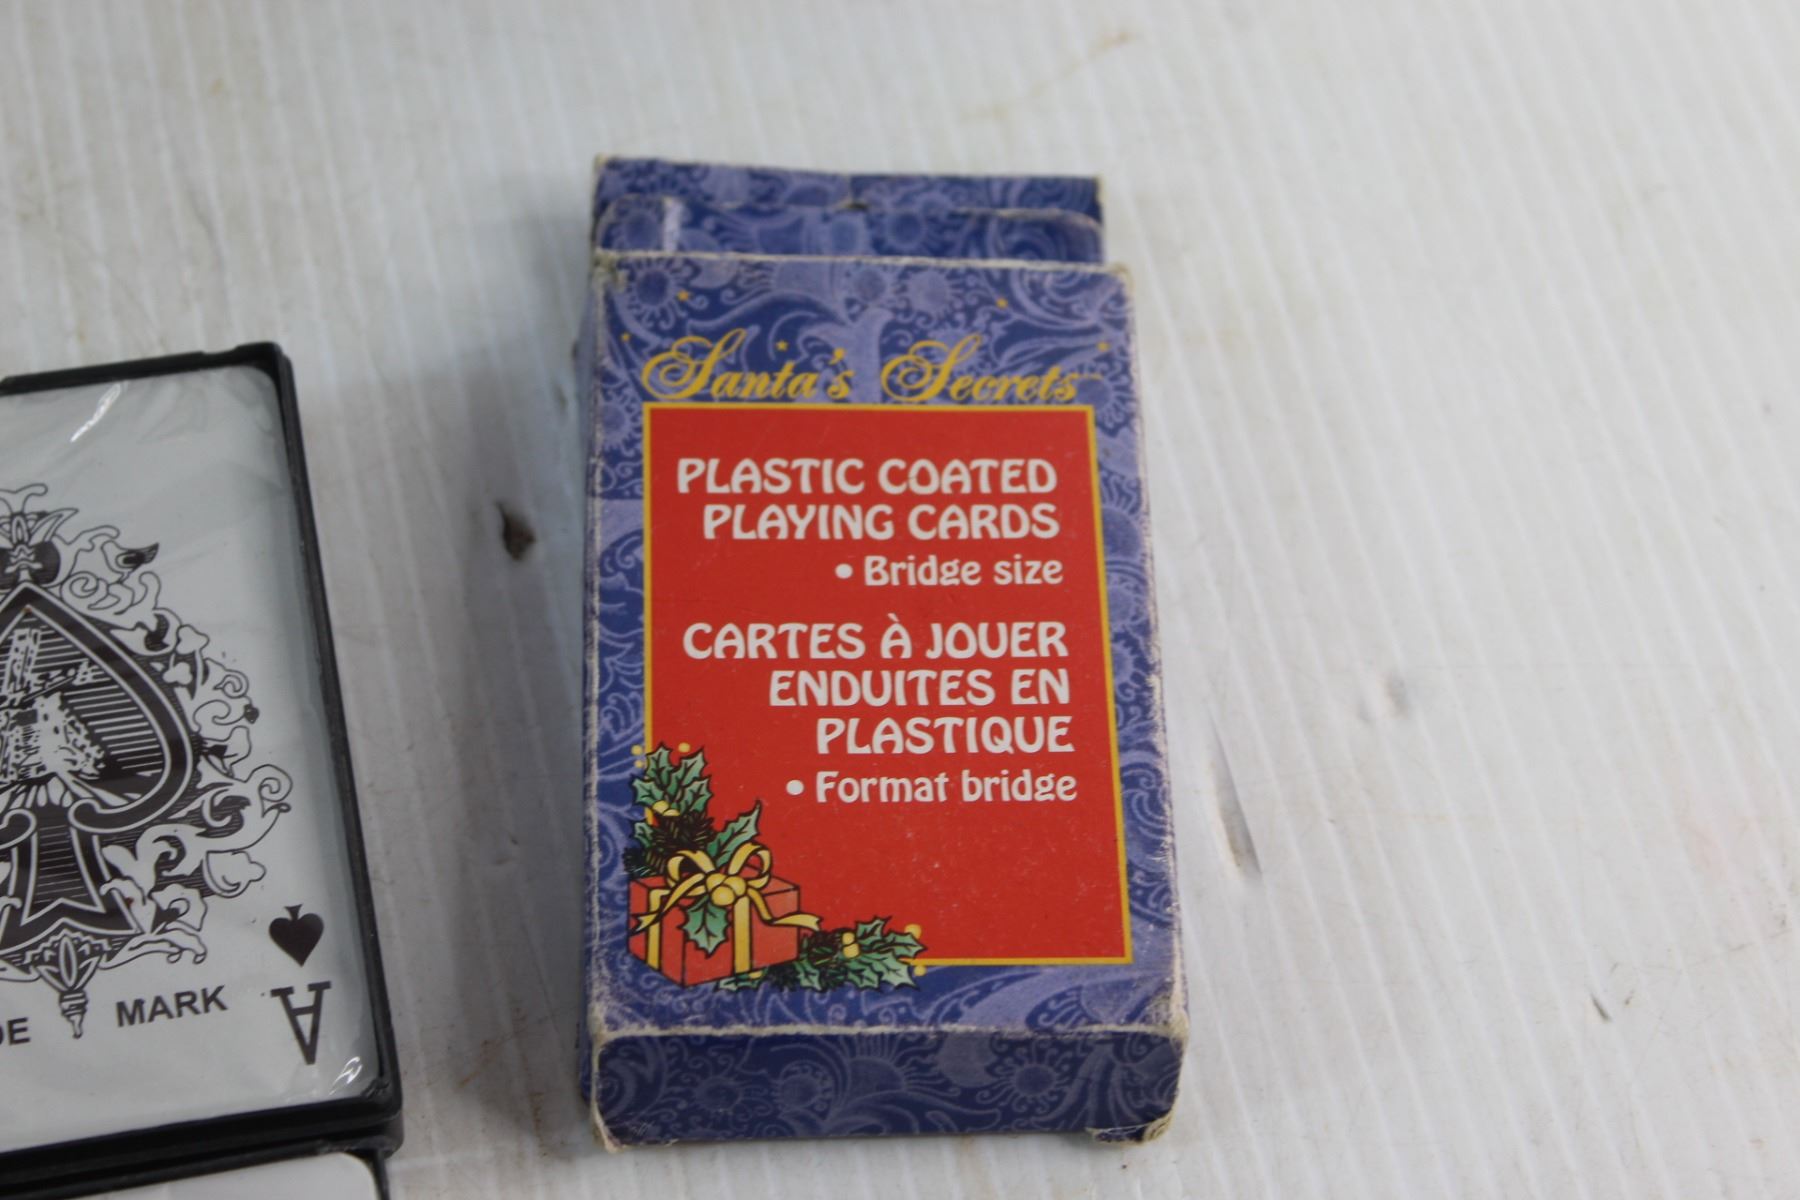 Santa's Secrets
PLASTIC COATED
PLAYING CARDS
• Bridge size
CARTES À JOUER
ENDUITES EN
PLASTIQUE
• Format bridge
MARK
A